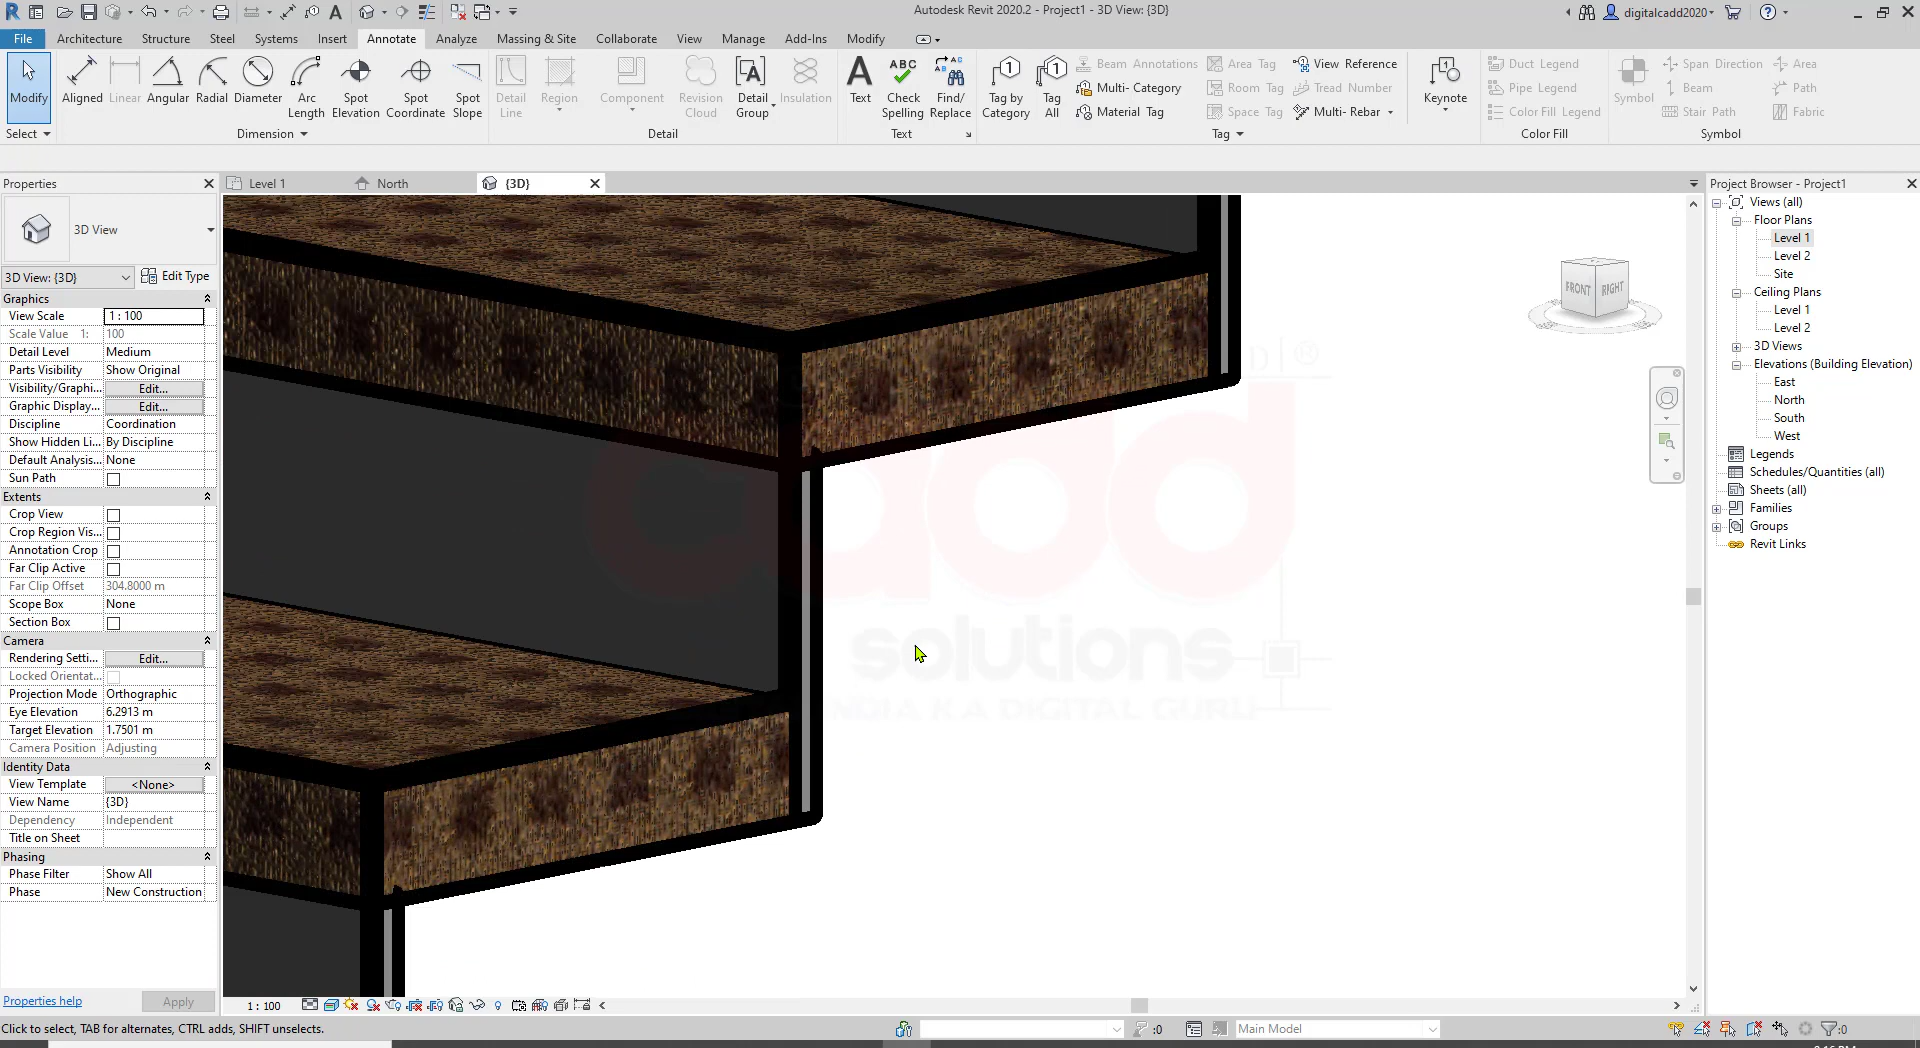 Autodesk Revit 2020.2 - Project1 - 3D View: {3D}
digitalcadd2020
File Architecture Structure Steel Systems Insert Annotate Analyze Massing & Site Collaborate View Manage Add-Ins Modify
Modify
Aligned Linear Angular Radial Diameter Arc Length Spot Elevation Spot Coordinate Spot Slope
Detail Line Region Component Revision Cloud Detail Group Insulation
ABC
Text Check Spelling Find/ Replace
Tag by Category Tag All
Beam Annotations Area Tag View Reference
Multi- Category Room Tag Tread Number
Material Tag Space Tag Multi- Rebar
Keynote
Duct Legend
Pipe Legend
Color Fill Legend
Symbol
Span Direction Area
Beam Path
Stair Path Fabric
Select Dimension Detail Text Tag Color Fill Symbol
Properties
Level 1 North {3D}
Project Browser - Project1
3D View
3D View: {3D} Edit Type
Graphics
View Scale 1 : 100
Scale Value 1: 100
Detail Level Medium
Parts Visibility Show Original
Visibility/Graphi... Edit...
Graphic Display... Edit...
Discipline Coordination
Show Hidden Li... By Discipline
Default Analysis... None
Sun Path
Extents
Crop View
Crop Region Vis...
Annotation Crop
Far Clip Active
Far Clip Offset 304.8000 m
Scope Box None
Section Box
Camera
Rendering Setti... Edit...
Locked Orientat...
Projection Mode Orthographic
Eye Elevation 6.2913 m
Target Elevation 1.7501 m
Camera Position Adjusting
Identity Data
View Template <None>
View Name {3D}
Dependency Independent
Title on Sheet
Phasing
Phase Filter Show All
Phase New Construction
Properties help Apply
FRONT RIGHT
cadd
solutions
INDIA KA DIGITAL GURU
Views (all)
Floor Plans
Level 1
Level 2
Site
Ceiling Plans
Level 1
Level 2
3D Views
Elevations (Building Elevation)
East
North
South
West
Legends
Schedules/Quantities (all)
Sheets (all)
Families
Groups
Revit Links
1 : 100
Click to select, TAB for alternates, CTRL adds, SHIFT unselects.
:0
Main Model
:0